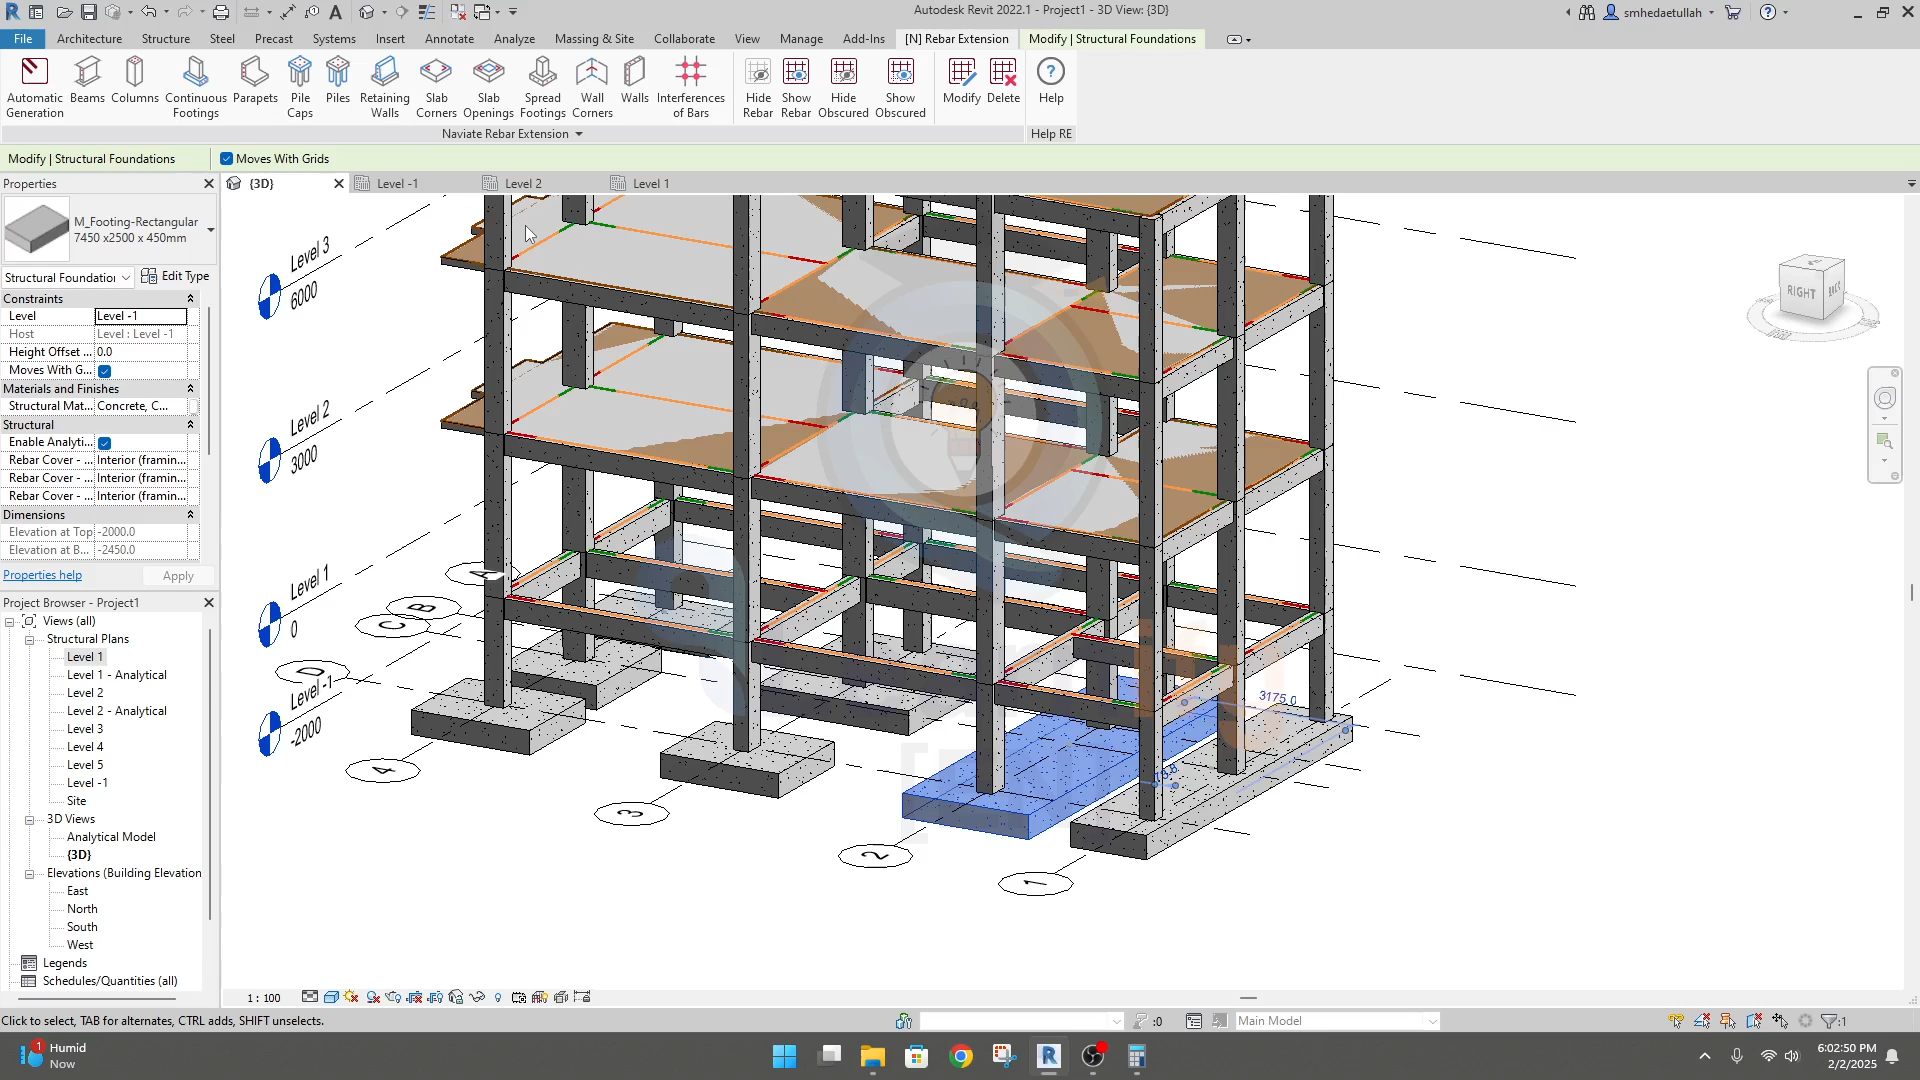 Autodesk Revit 2022.1 - Project1 - 3D View: {3D}
smhedaetullah
File Architecture Structure Steel Precast Systems Insert Annotate Analyze Massing & Site Collaborate View Manage Add-Ins [N] Rebar Extension Modify | Structural Foundations
Automatic Generation
Beams
Columns
Continuous Footings
Parapets
Pile Caps
Piles
Retaining Walls
Slab Corners
Slab Openings
Spread Footings
Wall Corners
Walls
Interferences of Bars
Hide Rebar
Show Rebar
Hide Obscured
Show Obscured
Modify
Delete
Help
Naviate Rebar Extension
Help RE
Modify | Structural Foundations
Moves With Grids
Properties
{3D}
Level -1
Level 2
Level 1
M_Footing-Rectangular
7450 x2500 x 450mm
Structural Foundation
Edit Type
Constraints
Level Level -1
Host Level : Level -1
Height Offset ... 0.0
Moves With G...
Materials and Finishes
Structural Mat... Concrete, C...
Structural
Enable Analyti...
Rebar Cover - ... Interior (framin...
Rebar Cover - ... Interior (framin...
Rebar Cover - ... Interior (framin...
Dimensions
Elevation at Top -2000.0
Elevation at B... -2450.0
Properties help
Apply
Project Browser - Project1
Views (all)
Structural Plans
Level 1
Level 1 - Analytical
Level 2
Level 2 - Analytical
Level 3
Level 4
Level 5
Level -1
Site
3D Views
Analytical Model
{3D}
Elevations (Building Elevation
East
North
South
West
Legends
Schedules/Quantities (all)
Level 3
6000
Level 2
3000
Level 1
0
Level -1
-2000
A
B
C
D
4
3
2
1
3175.0
RIGHT
1 : 100
Click to select, TAB for alternates, CTRL adds, SHIFT unselects.
:0
Main Model
:1
1
Humid
Now
6:02:50 PM
2/2/2025